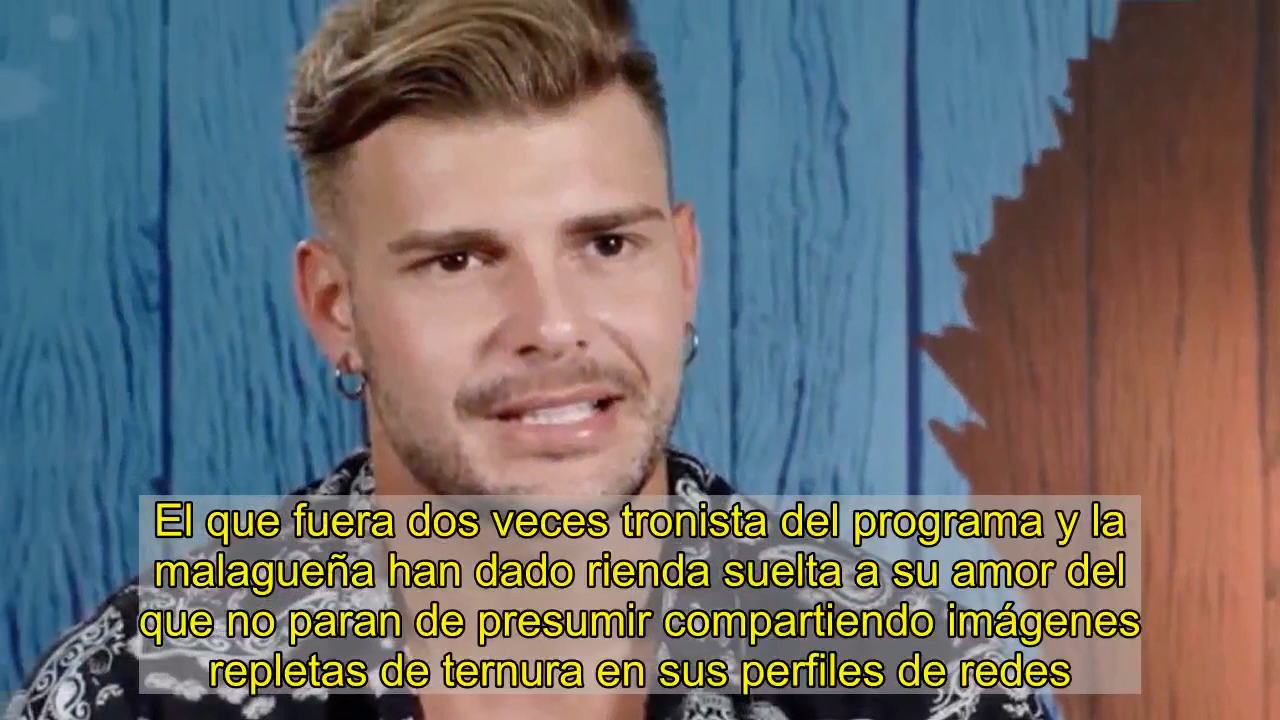 El que fuera dos veces tronista del programa y la
malagueña han dado rienda suelta a su amor del
que no paran de presumir compartiendo imágenes
repletas de ternura en sus perfiles de redes